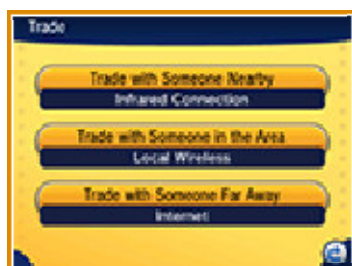 Trade
Trade with Someone Nearby
Infrared Connection
Trade with Someone in the Area
Local Wireless
Trade with Someone Far Away
Internet